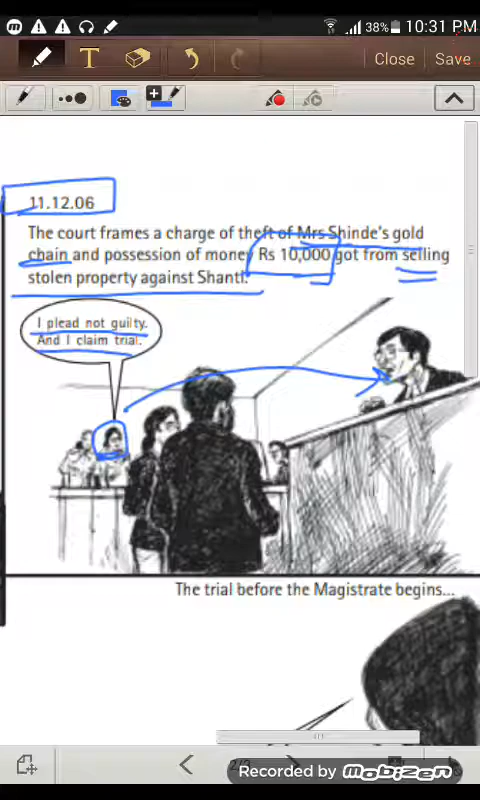 38% 10:31 PM
T Close Save
11.12.06
The court frames a charge of theft of Mrs Shinde's gold
chain and possession of money Rs 10,000 got from selling
stolen property against Shanti.
I plead not guilty.
And I claim trial.
The trial before the Magistrate begins...
Recorded by mobizen